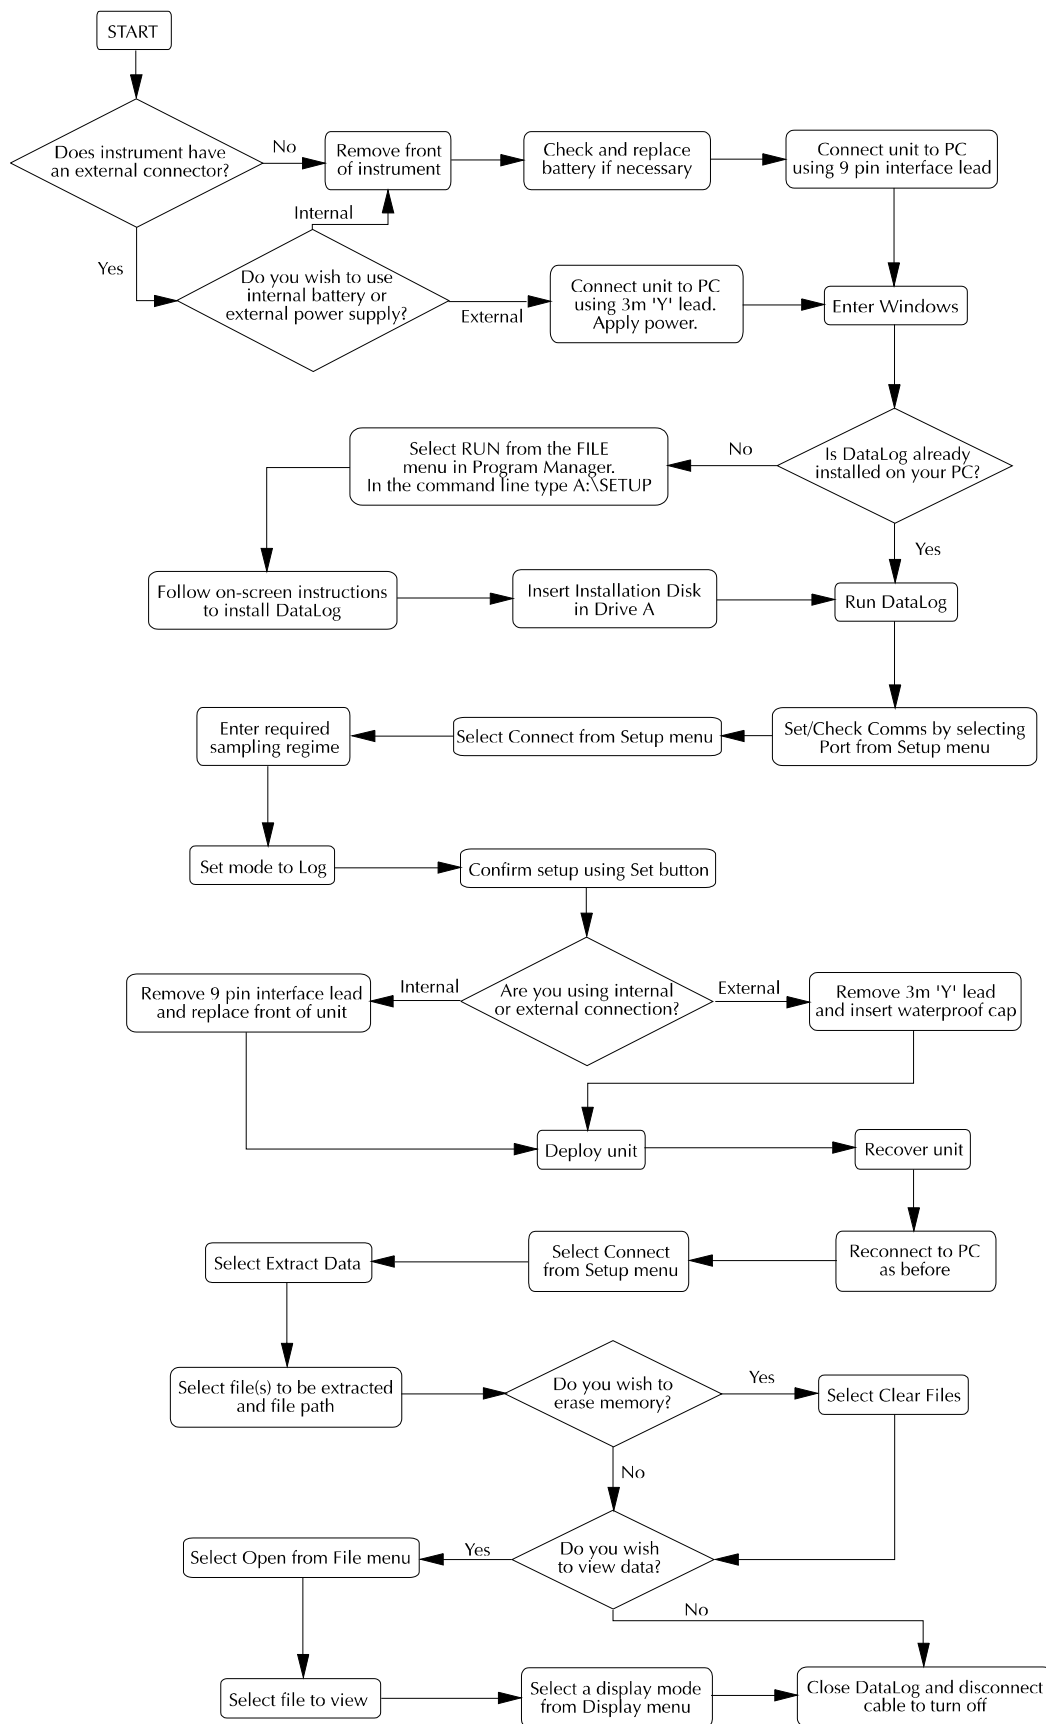 START
Does instrument have
an external connector?
No
Remove front
of instrument
Check and replace
battery if necessary
Connect unit to PC
using 9 pin interface lead
Internal
Yes
Do you wish to use
internal battery or
external power supply?
External
Connect unit to PC
using 3m 'Y' lead.
Apply power.
Enter Windows
Select RUN from the FILE
menu in Program Manager.
In the command line type A:\SETUP
No
Is DataLog already
installed on your PC?
Yes
Follow on-screen instructions
to install DataLog
Insert Installation Disk
in Drive A
Run DataLog
Enter required
sampling regime
Select Connect from Setup menu
Set/Check Comms by selecting
Port from Setup menu
Set mode to Log
Confirm setup using Set button
Remove 9 pin interface lead
and replace front of unit
Internal
Are you using internal
or external connection?
External
Remove 3m 'Y' lead
and insert waterproof cap
Deploy unit
Recover unit
Select Extract Data
Select Connect
from Setup menu
Reconnect to PC
as before
Select file(s) to be extracted
and file path
Do you wish to
erase memory?
Yes
Select Clear Files
No
Select Open from File menu
Yes
Do you wish
to view data?
No
Select file to view
Select a display mode
from Display menu
Close DataLog and disconnect
cable to turn off